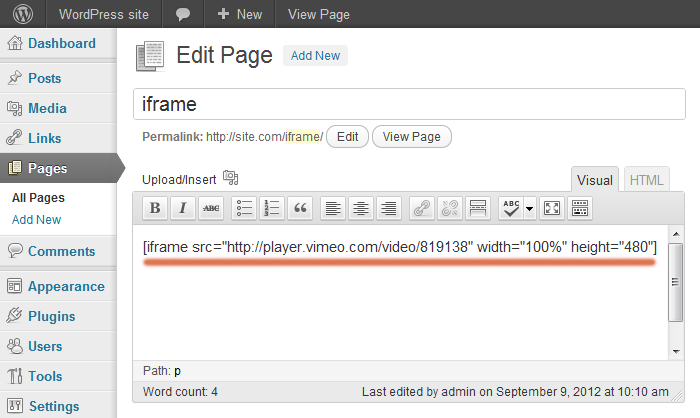 WordPress site + New View Page
Dashboard
Posts
Media
Links
Pages
All Pages
Add New
Comments
Appearance
Plugins
Users
Tools
Settings
Edit Page Add New
iframe
Permalink: http://site.com/iframe/ Edit View Page
Upload/Insert Visual HTML
B I ABC ABC
[iframe src="http://player.vimeo.com/video/819138" width="100%" height="480"]
Path: p
Word count: 4 Last edited by admin on September 9, 2012 at 10:10 am